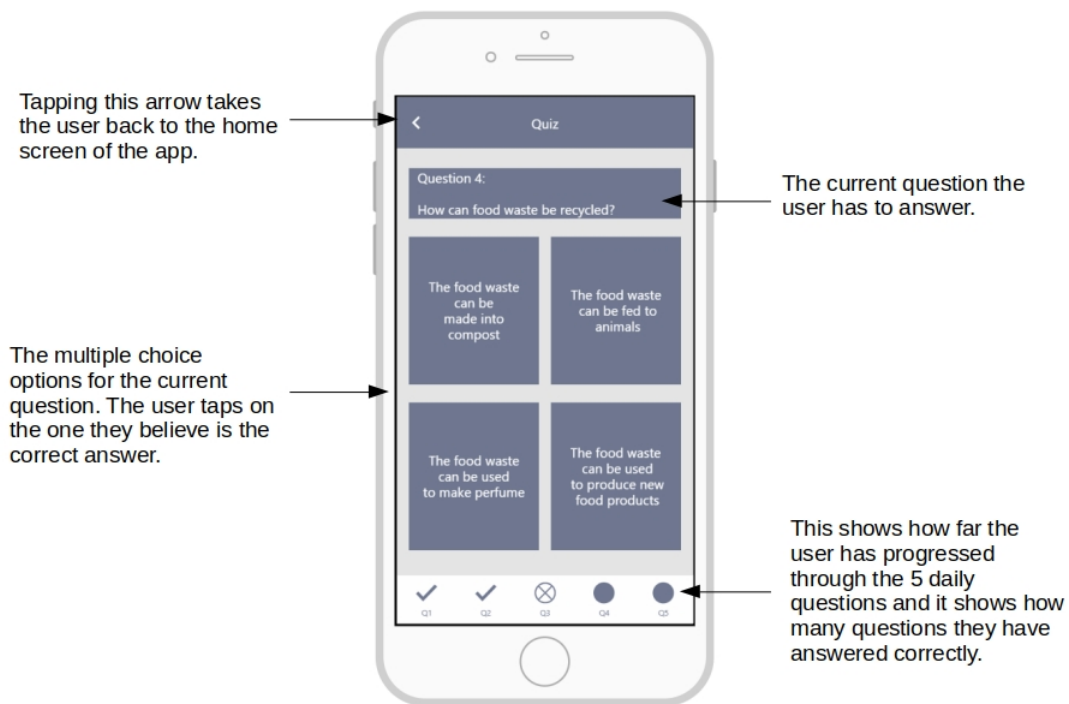 Tapping this arrow takes
the user back to the home
screen of the app.
Quiz
Question 4:
How can food waste be recycled?
The current question the
user has to answer.
The food waste
can be
made into
compost
The food waste
can be fed to
animals
The multiple choice
options for the current
question. The user taps on
the one they believe is the
correct answer.
The food waste
can be used
to make perfume
The food waste
can be used
to produce new
food products
This shows how far the
user has progressed
through the 5 daily
questions and it shows how
many questions they have
answered correctly.
Q1
Q2
Q3
Q4
Q5